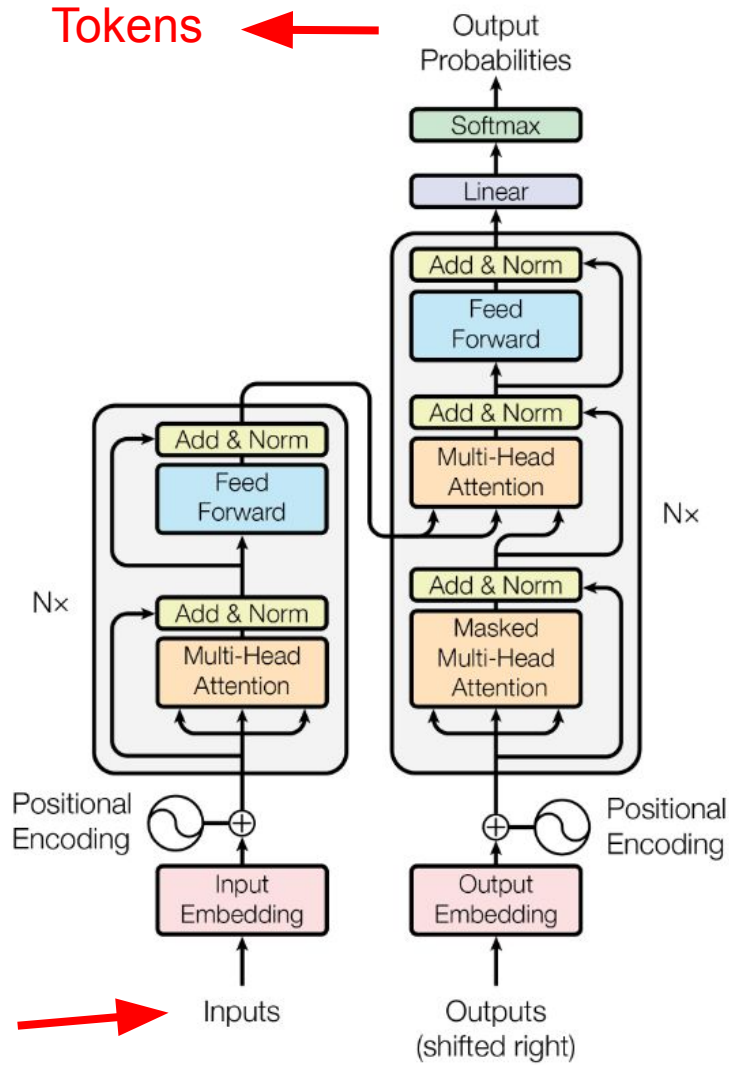 Tokens
Output
Probabilities
Softmax
Linear
Add & Norm
Feed
Forward
Add & Norm
Multi-Head
Attention
Add & Norm
Masked
Multi-Head
Attention
N×
Add & Norm
Feed
Forward
Add & Norm
Multi-Head
Attention
N×
Positional
Encoding
Positional
Encoding
Input
Embedding
Output
Embedding
Inputs
Outputs
(shifted right)